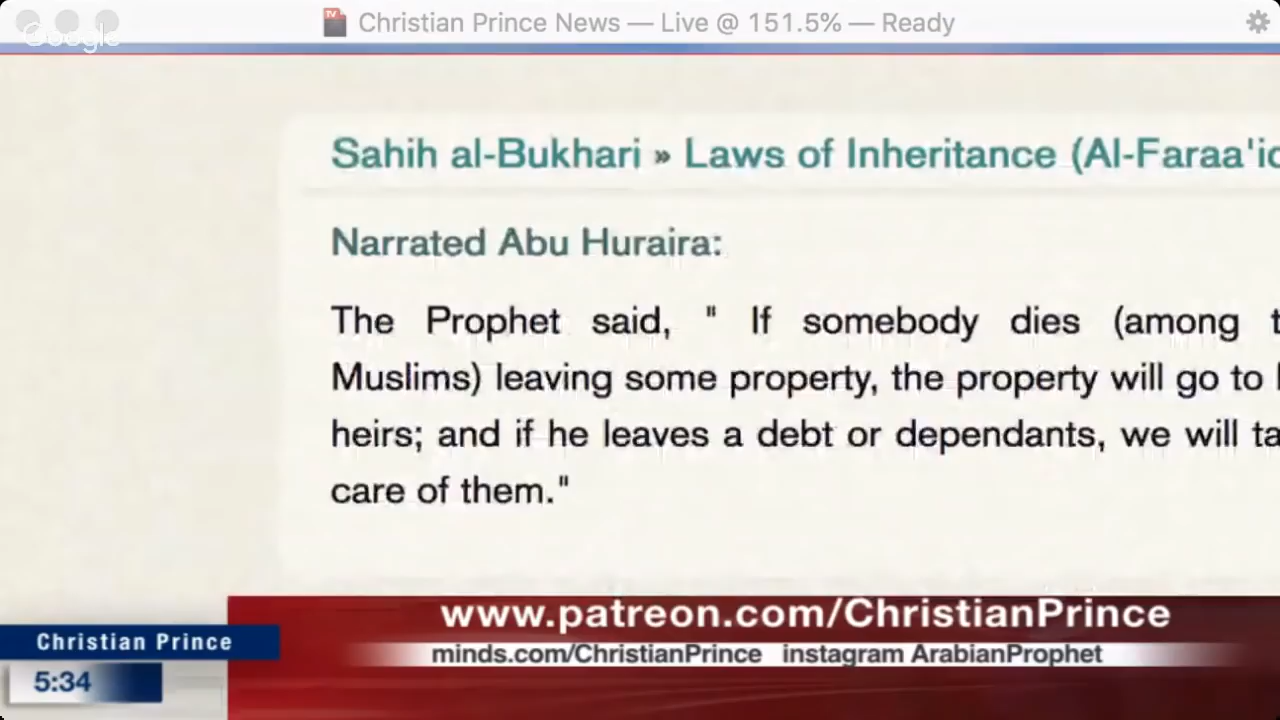 Christian Prince News — Live @ 151.5% — Ready
Google
Sahih al-Bukhari » Laws of Inheritance (Al-Faraa'id
Narrated Abu Huraira:
The Prophet said, " If somebody dies (among
Muslims) leaving some property, the property will go to
heirs; and if he leaves a debt or dependants, we will
care of them."
www.patreon.com/ChristianPrince
Christian Prince
minds.com/ChristianPrince instagram ArabianProphet
5:34